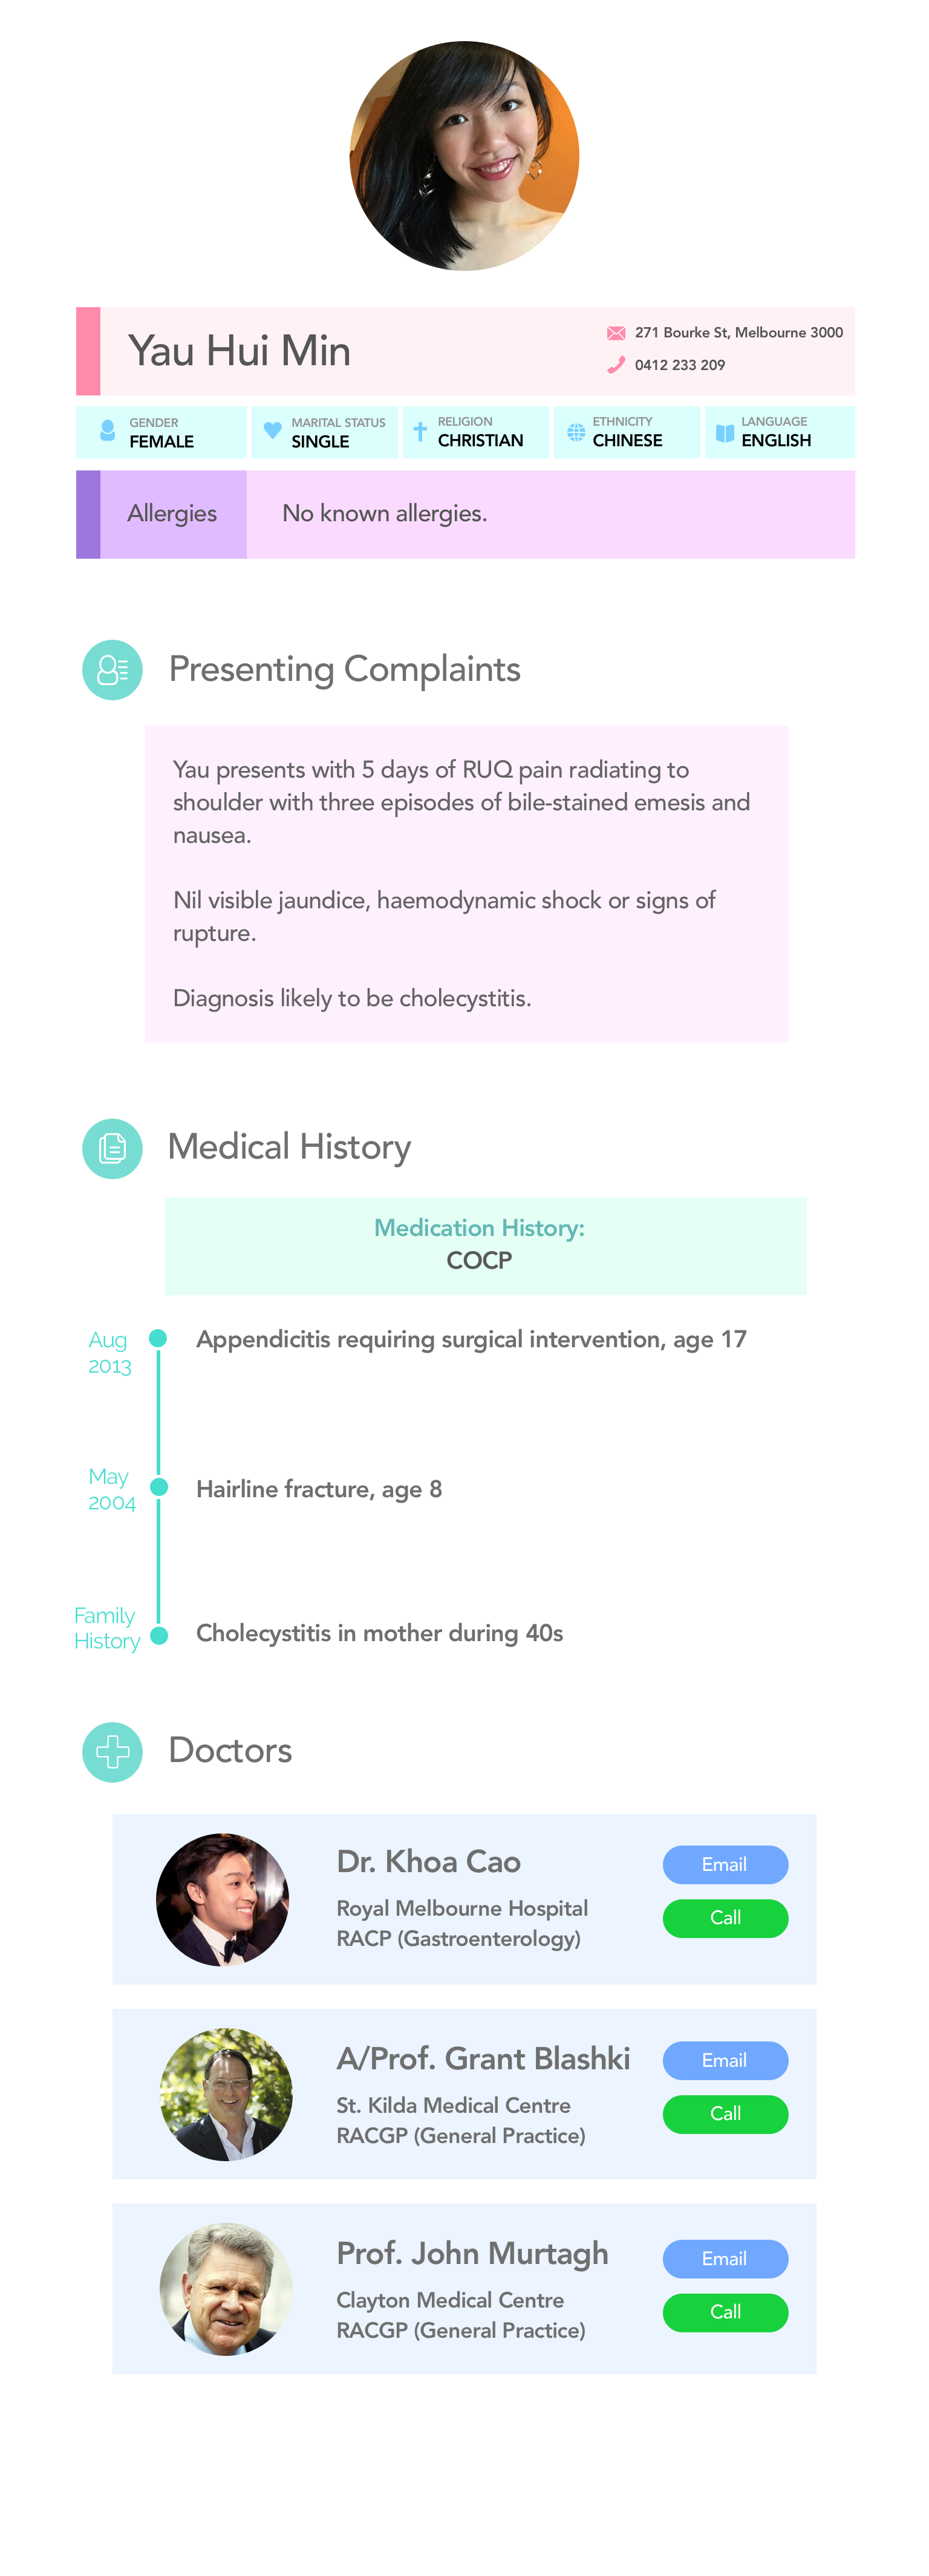 Yau Hui Min
271 Bourke St, Melbourne 3000
0412 233 209
GENDER
FEMALE
MARITAL STATUS
SINGLE
RELIGION
CHRISTIAN
ETHNICITY
CHINESE
LANGUAGE
ENGLISH
Allergies
No known allergies.
Presenting Complaints
Yau presents with 5 days of RUQ pain radiating to
shoulder with three episodes of bile-stained emesis and
nausea.
Nil visible jaundice, haemodynamic shock or signs of
rupture.
Diagnosis likely to be cholecystitis.
Medical History
Medication History:
COCP
Aug
2013
Appendicitis requiring surgical intervention, age 17
May
2004
Hairline fracture, age 8
Family
History
Cholecystitis in mother during 40s
Doctors
Dr. Khoa Cao
Royal Melbourne Hospital
RACP (Gastroenterology)
Email
Call
A/Prof. Grant Blashki
St. Kilda Medical Centre
RACGP (General Practice)
Email
Call
Prof. John Murtagh
Clayton Medical Centre
RACGP (General Practice)
Email
Call